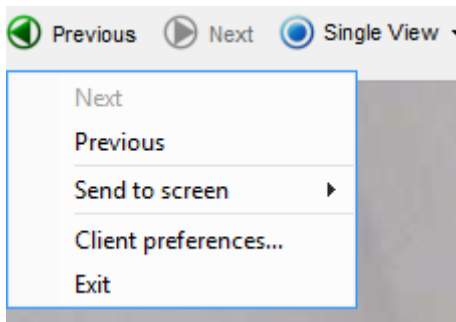 Previous Next Single View
Next
Previous
Send to screen
Client preferences...
Exit